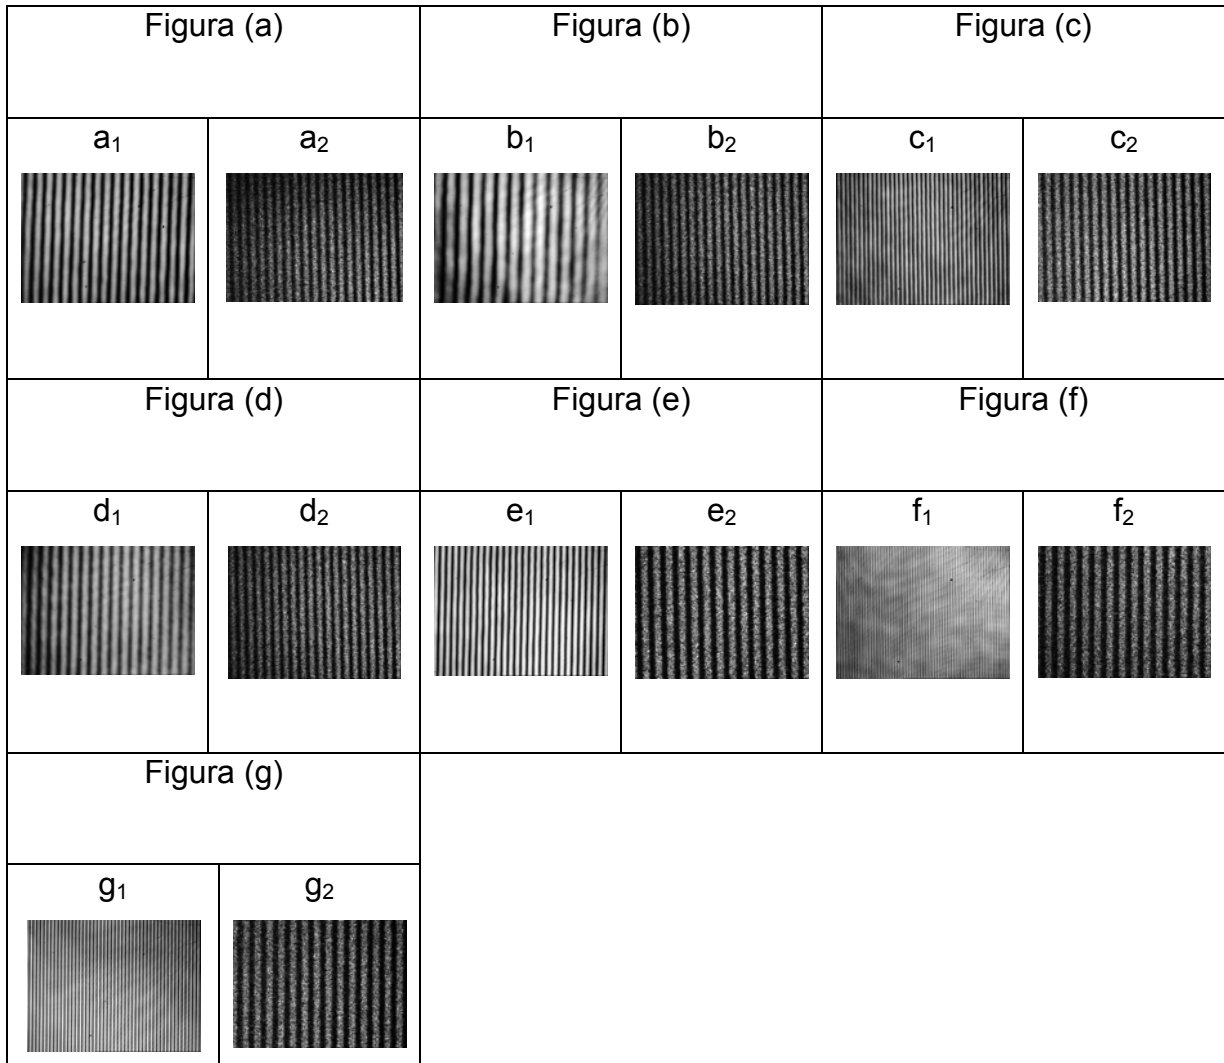 Figura (a) Figura (b) Figura (c)
a₁ a₂ b₁ b₂ c₁ c₂
Figura (d) Figura (e) Figura (f)
d₁ d₂ e₁ e₂ f₁ f₂
Figura (g)
g₁ g₂